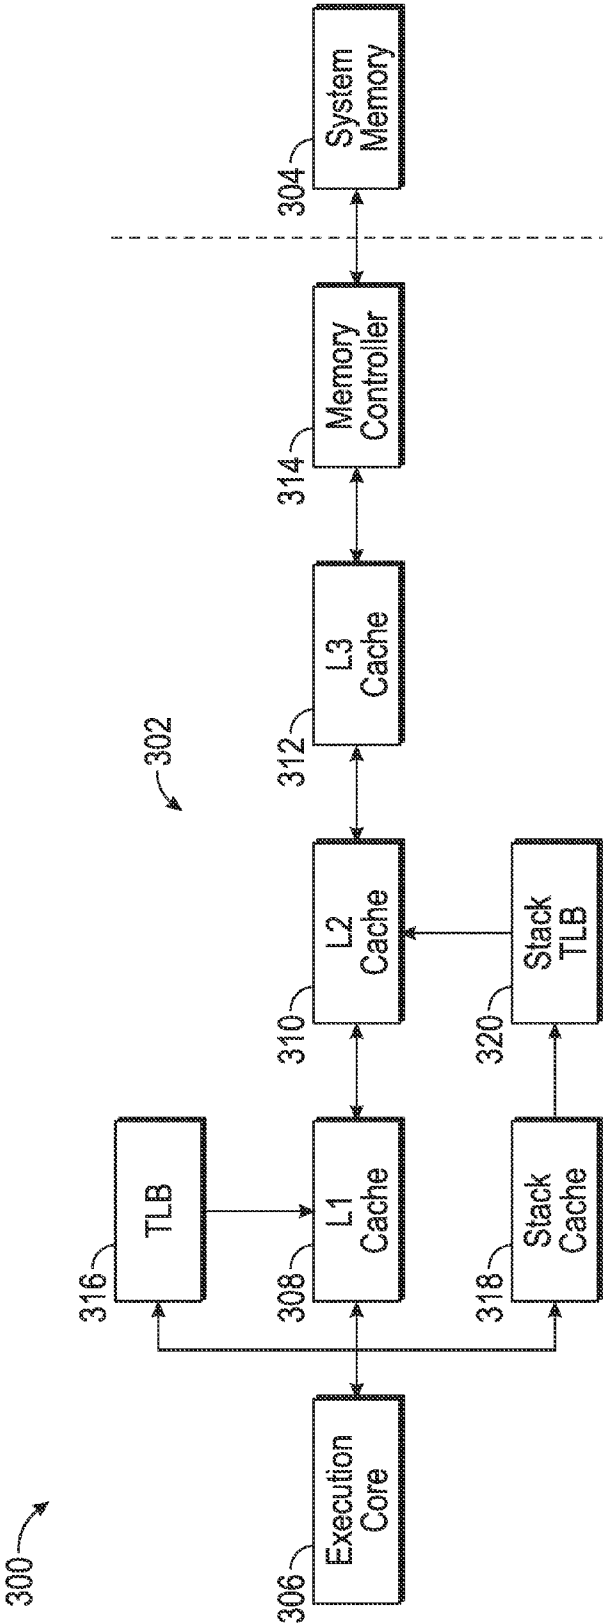 300
302
316
TLB
306
Execution
Core
308
L1
Cache
310
L2
Cache
312
L3
Cache
314
Memory
Controller
304
System
Memory
318
Stack
Cache
320
Stack
TLB